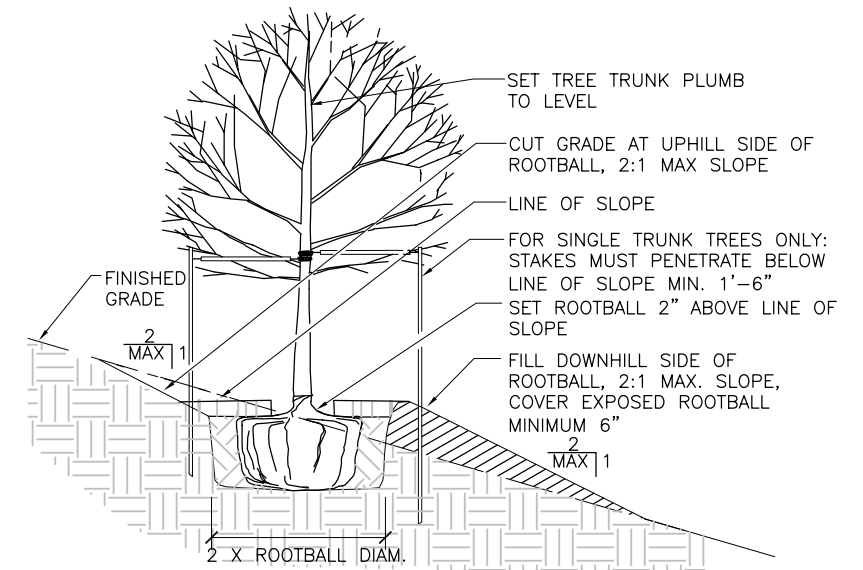 SET TREE TRUNK PLUMB
TO LEVEL
CUT GRADE AT UPHILL SIDE OF
ROOTBALL, 2:1 MAX SLOPE
LINE OF SLOPE
FOR SINGLE TRUNK TREES ONLY:
STAKES MUST PENETRATE BELOW
LINE OF SLOPE MIN. 1'-6"
SET ROOTBALL 2" ABOVE LINE OF
SLOPE
FILL DOWNHILL SIDE OF
ROOTBALL, 2:1 MAX. SLOPE,
COVER EXPOSED ROOTBALL
MINIMUM 6"
FINISHED
GRADE
2
MAX 1
2
MAX 1
2 X ROOTBALL DIAM.